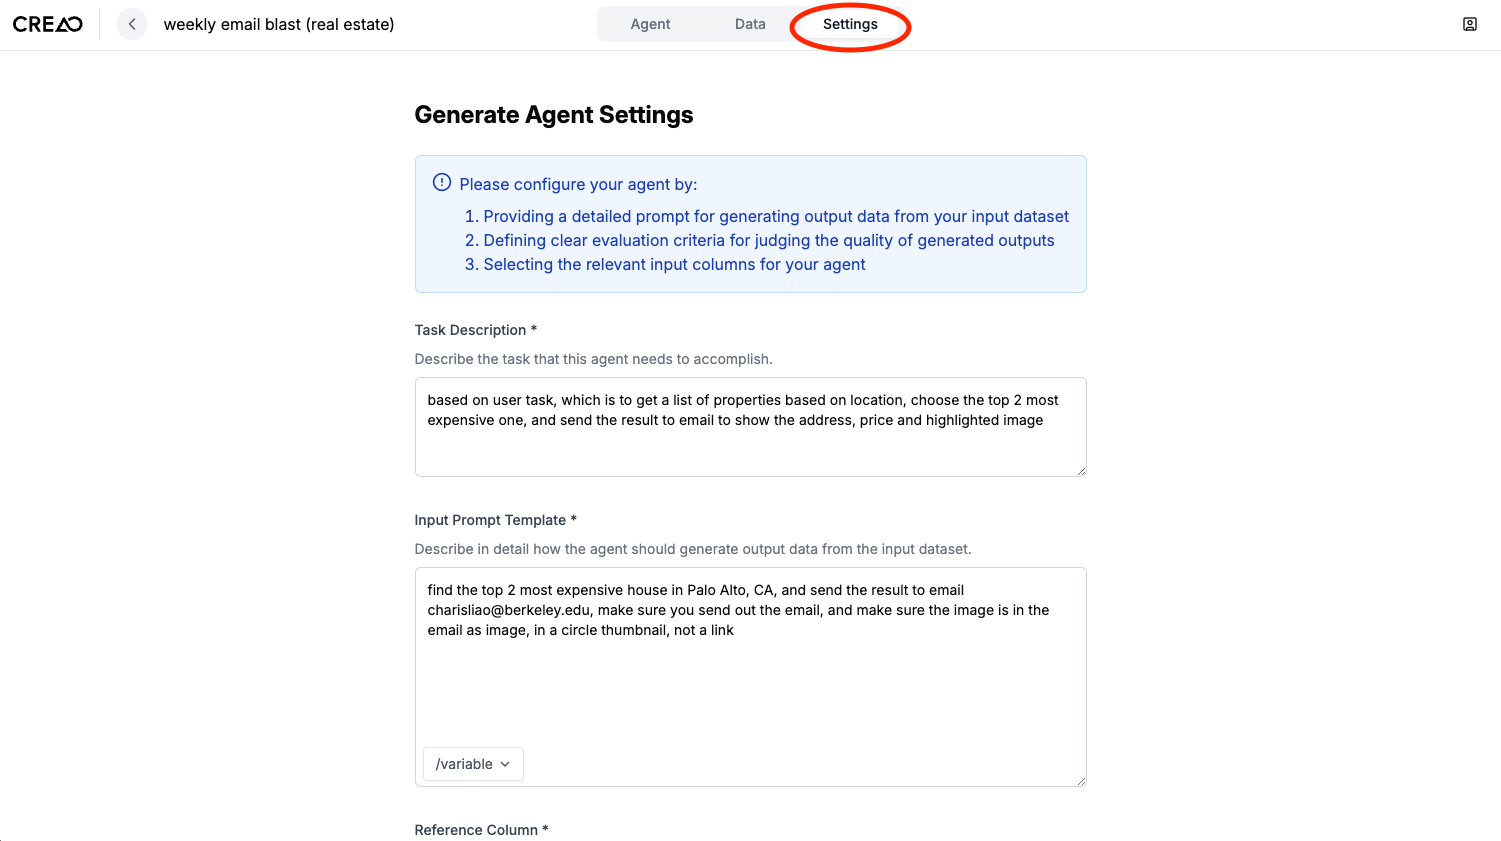 CREAO
weekly email blast (real estate)
Agent
Data
Settings
Generate Agent Settings
Please configure your agent by:
1. Providing a detailed prompt for generating output data from your input dataset
2. Defining clear evaluation criteria for judging the quality of generated outputs
3. Selecting the relevant input columns for your agent
Task Description *
Describe the task that this agent needs to accomplish.
based on user task, which is to get a list of properties based on location, choose the top 2 most
expensive one, and send the result to email to show the address, price and highlighted image
Input Prompt Template *
Describe in detail how the agent should generate output data from the input dataset.
find the top 2 most expensive house in Palo Alto, CA, and send the result to email
charisliao@berkeley.edu, make sure you send out the email, and make sure the image is in the
email as image, in a circle thumbnail, not a link
/variable
Reference Column *